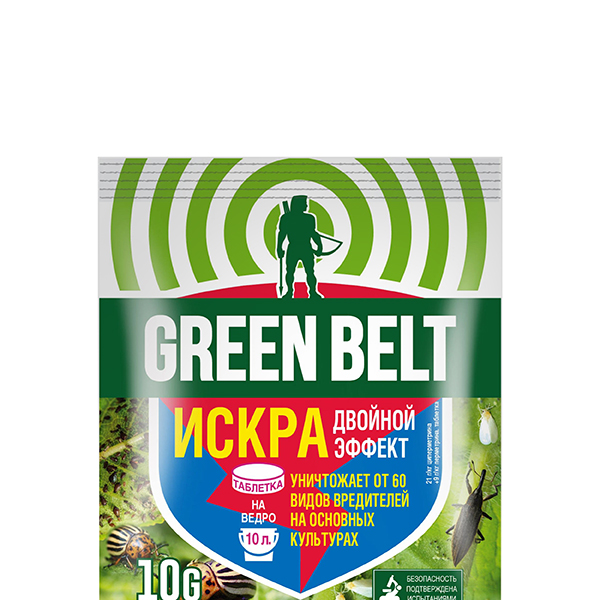 GREEN BELT
ИСКРА
ДВОЙНОЙ
ЭФФЕКТ
21 г/кг циперметрина
+9 г/кг перметрина, таблетка
ТАБЛЕТКА
НА
ВЕДРО
10 л.
УНИЧТОЖАЕТ ОТ 60
ВИДОВ ВРЕДИТЕЛЕЙ
НА ОСНОВНЫХ
КУЛЬТУРАХ
10G
БЕЗОПАСНОСТЬ
ПОДТВЕРЖДЕНА
ИСПЫТАНИЯМИ